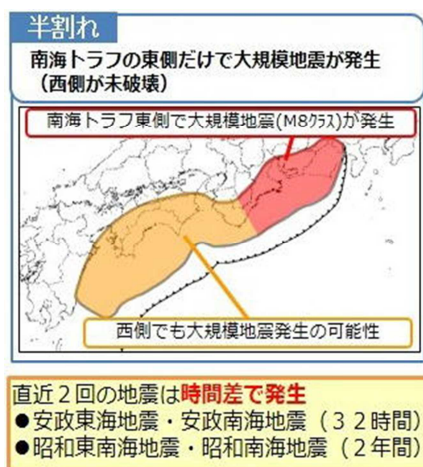 半割れ
南海トラフの東側だけで大規模地震が発生
（西側が未破壊）
南海トラフ東側で大規模地震(M8ｸﾗｽ)が発生
西側でも大規模地震発生の可能性
直近２回の地震は時間差で発生
●安政東海地震・安政南海地震（３２時間）
●昭和東南海地震・昭和南海地震（２年間）